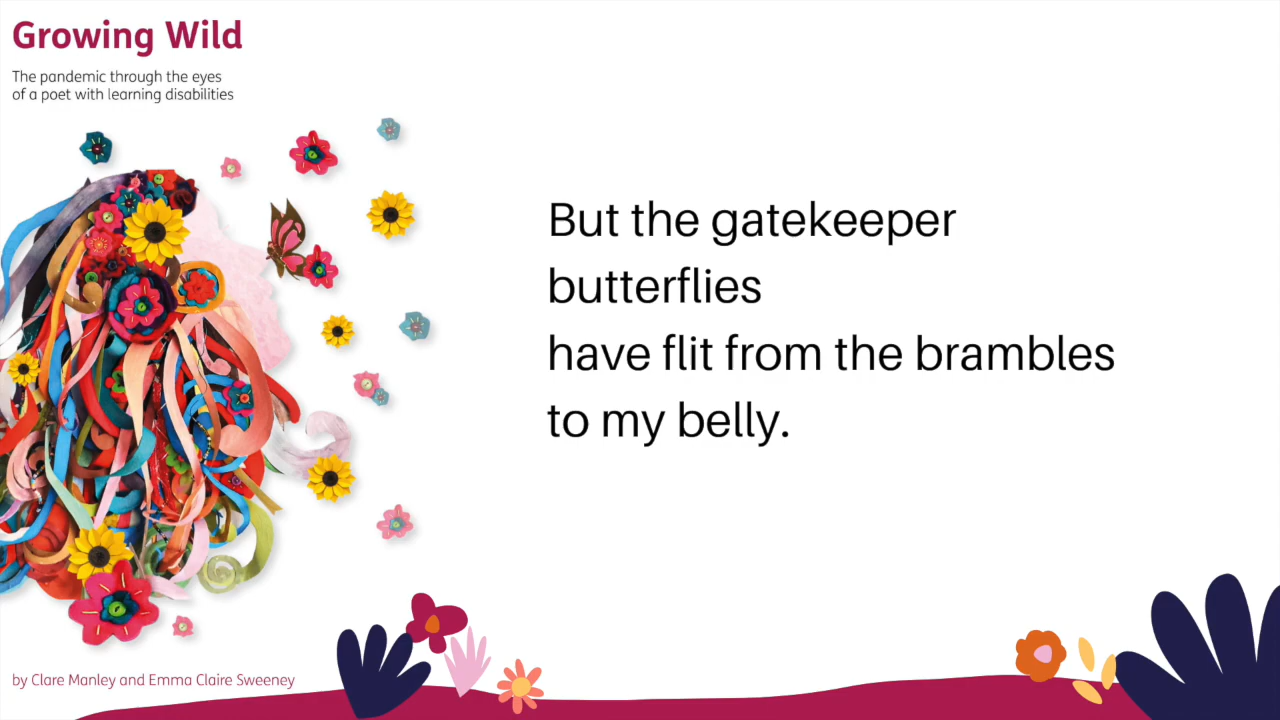 Growing Wild
The pandemic through the eyes
of a poet with learning disabilities
But the gatekeeper
butterflies
have flit from the brambles
to my belly.
by Clare Manley and Emma Claire Sweeney